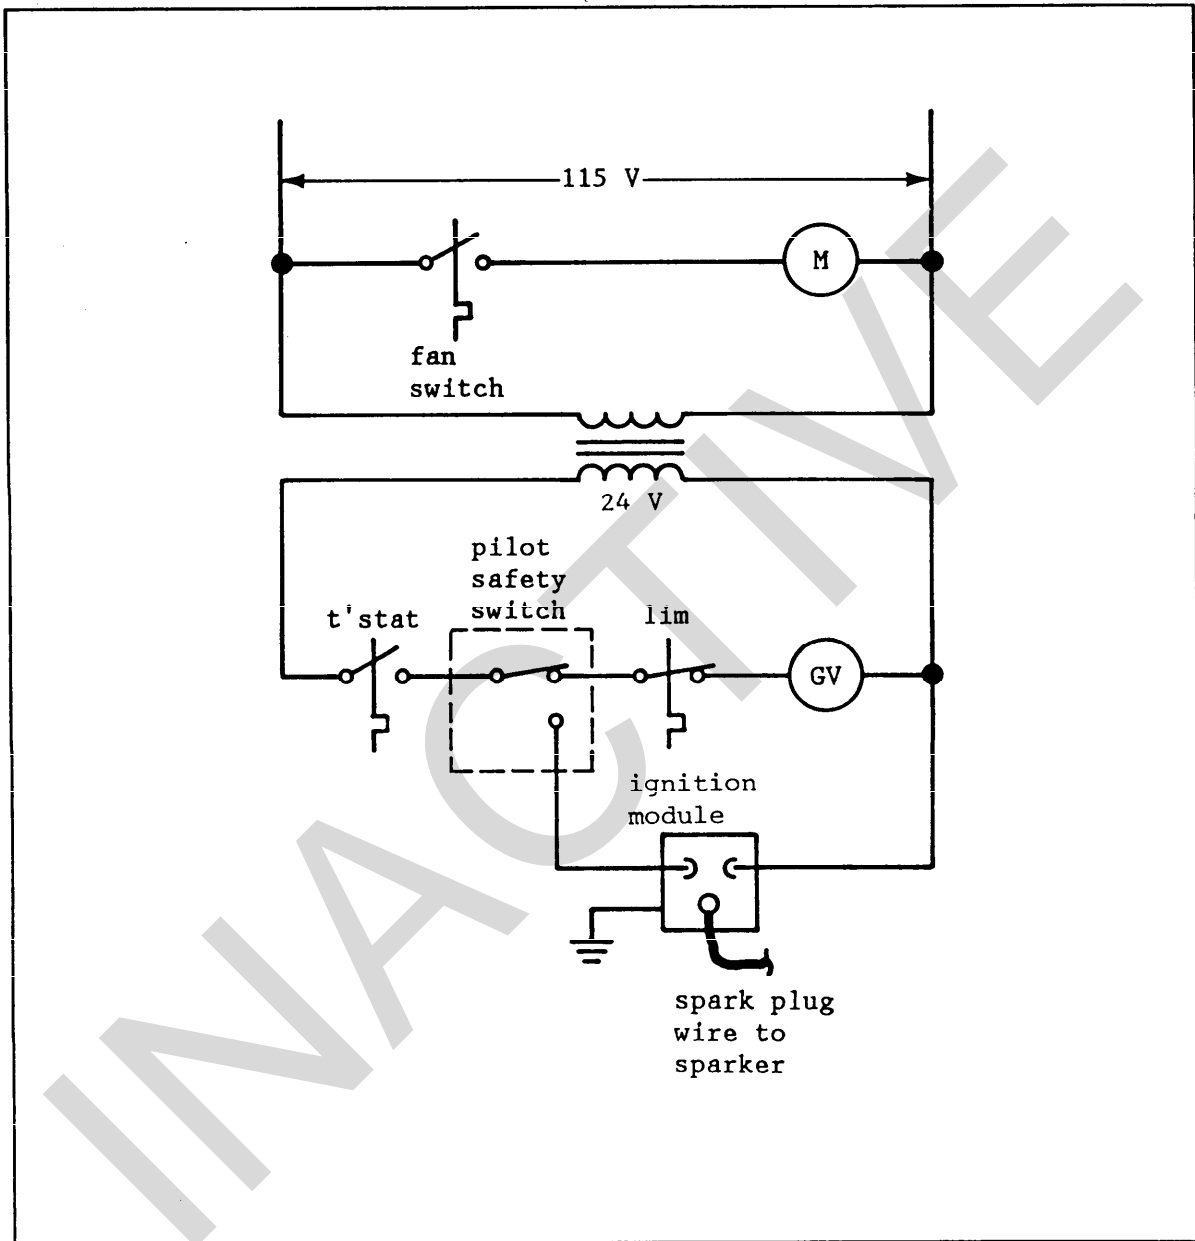 115 V
M
fan
switch
24 V
pilot
safety
switch
t'stat
lim
GV
ignition
module
spark plug
wire to
sparker
INACTIVE